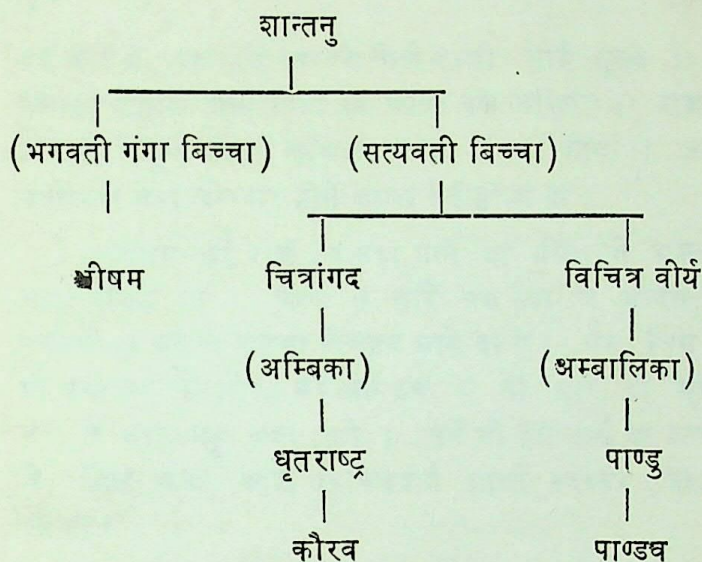 शान्तनु
(भगवती गंगा बिच्चा) (सत्यवती बिच्चा)
भीषम चित्रांगद विचित्र वीर्य
(अम्बिका) (अम्बालिका)
धृतराष्ट्र पाण्डु
कौरव पाण्डव